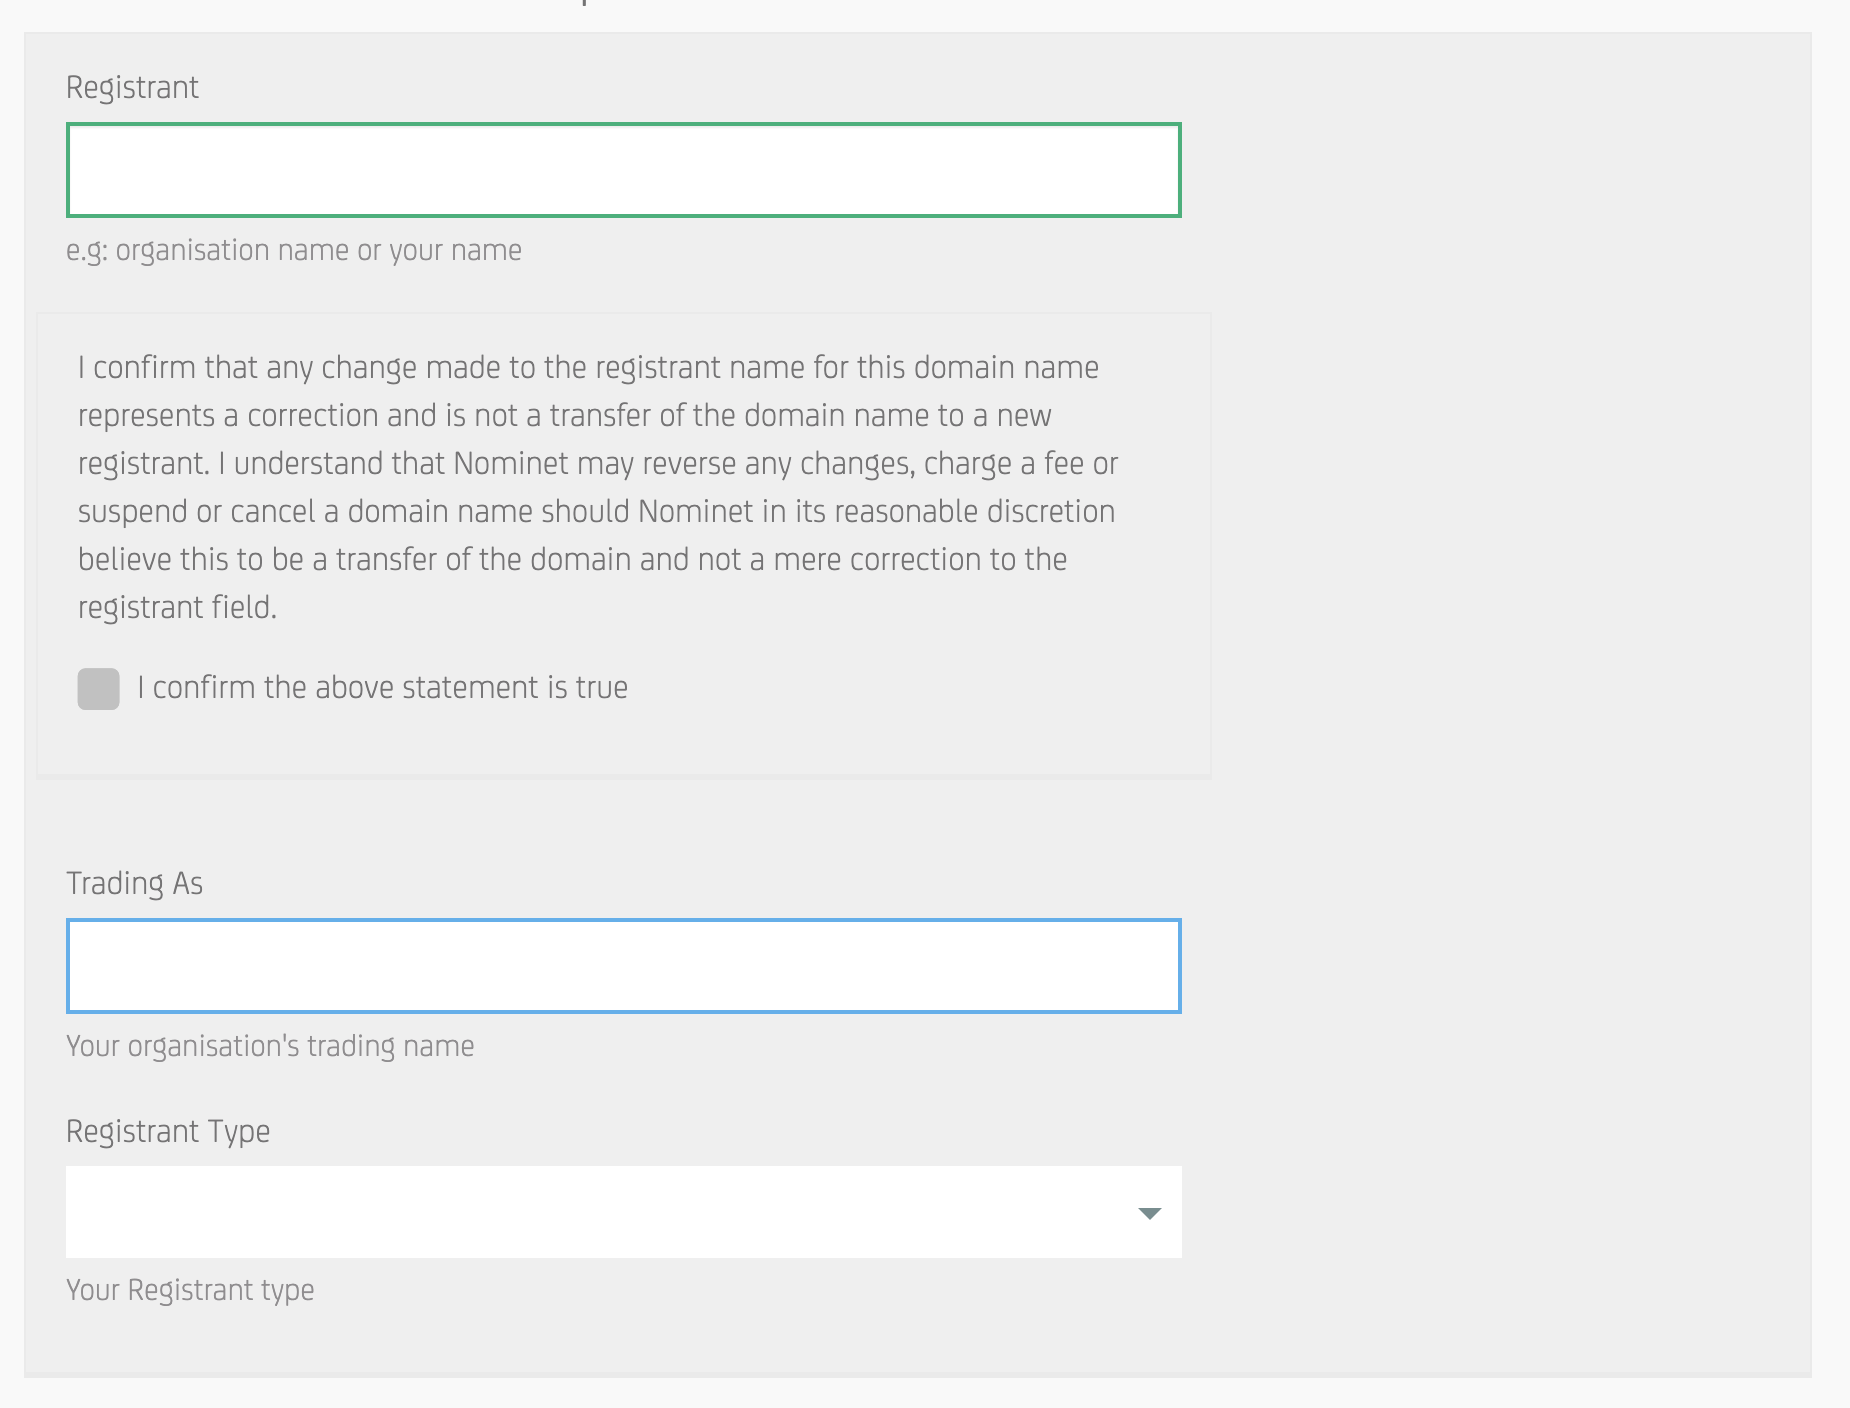 Registrant
e.g: organisation name or your name
I confirm that any change made to the registrant name for this domain name
represents a correction and is not a transfer of the domain name to a new
registrant. I understand that Nominet may reverse any changes, charge a fee or
suspend or cancel a domain name should Nominet in its reasonable discretion
believe this to be a transfer of the domain and not a mere correction to the
registrant field.
I confirm the above statement is true
Trading As
Your organisation's trading name
Registrant Type
Your Registrant type